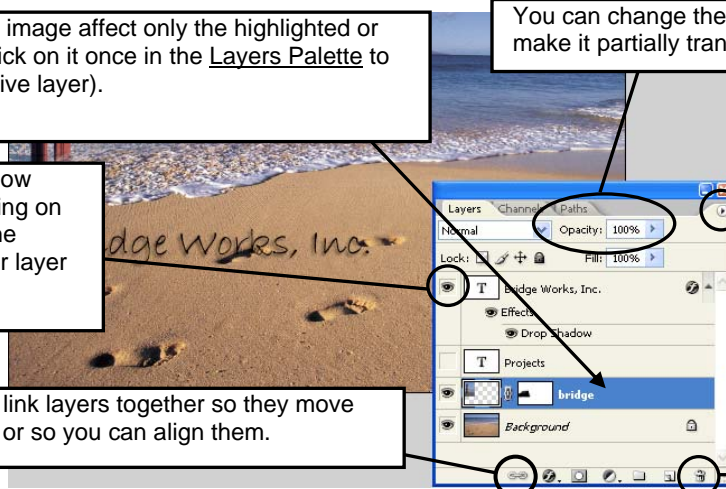 image affect only the highlighted or
ick on it once in the Layers Palette to
ive layer).
You can change the
make it partially tran
ow
ing on
he
r layer
dge Works, Inc.
link layers together so they move
or so you can align them.
Layers Channels Paths
Normal Opacity: 100%
Lock: Fill: 100%
T Bridge Works, Inc.
Effects
Drop Shadow
T Projects
bridge
Background